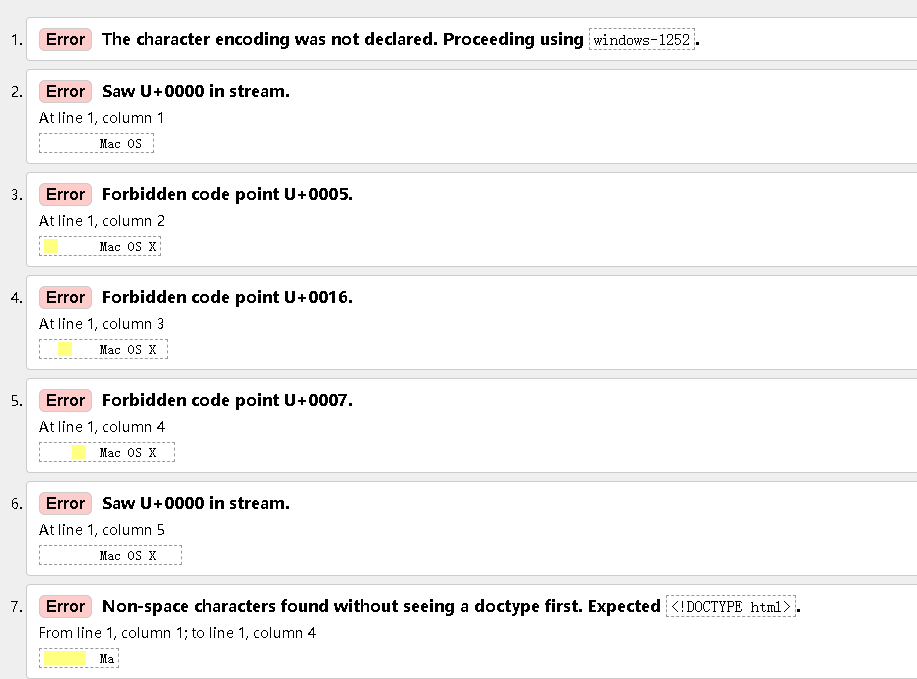 1. Error The character encoding was not declared. Proceeding using windows-1252.
2. Error Saw U+0000 in stream.
At line 1, column 1
Mac OS
3. Error Forbidden code point U+0005.
At line 1, column 2
Mac OS X
4. Error Forbidden code point U+0016.
At line 1, column 3
Mac OS X
5. Error Forbidden code point U+0007.
At line 1, column 4
Mac OS X
6. Error Saw U+0000 in stream.
At line 1, column 5
Mac OS X
7. Error Non-space characters found without seeing a doctype first. Expected <!DOCTYPE html>.
From line 1, column 1; to line 1, column 4
Ma